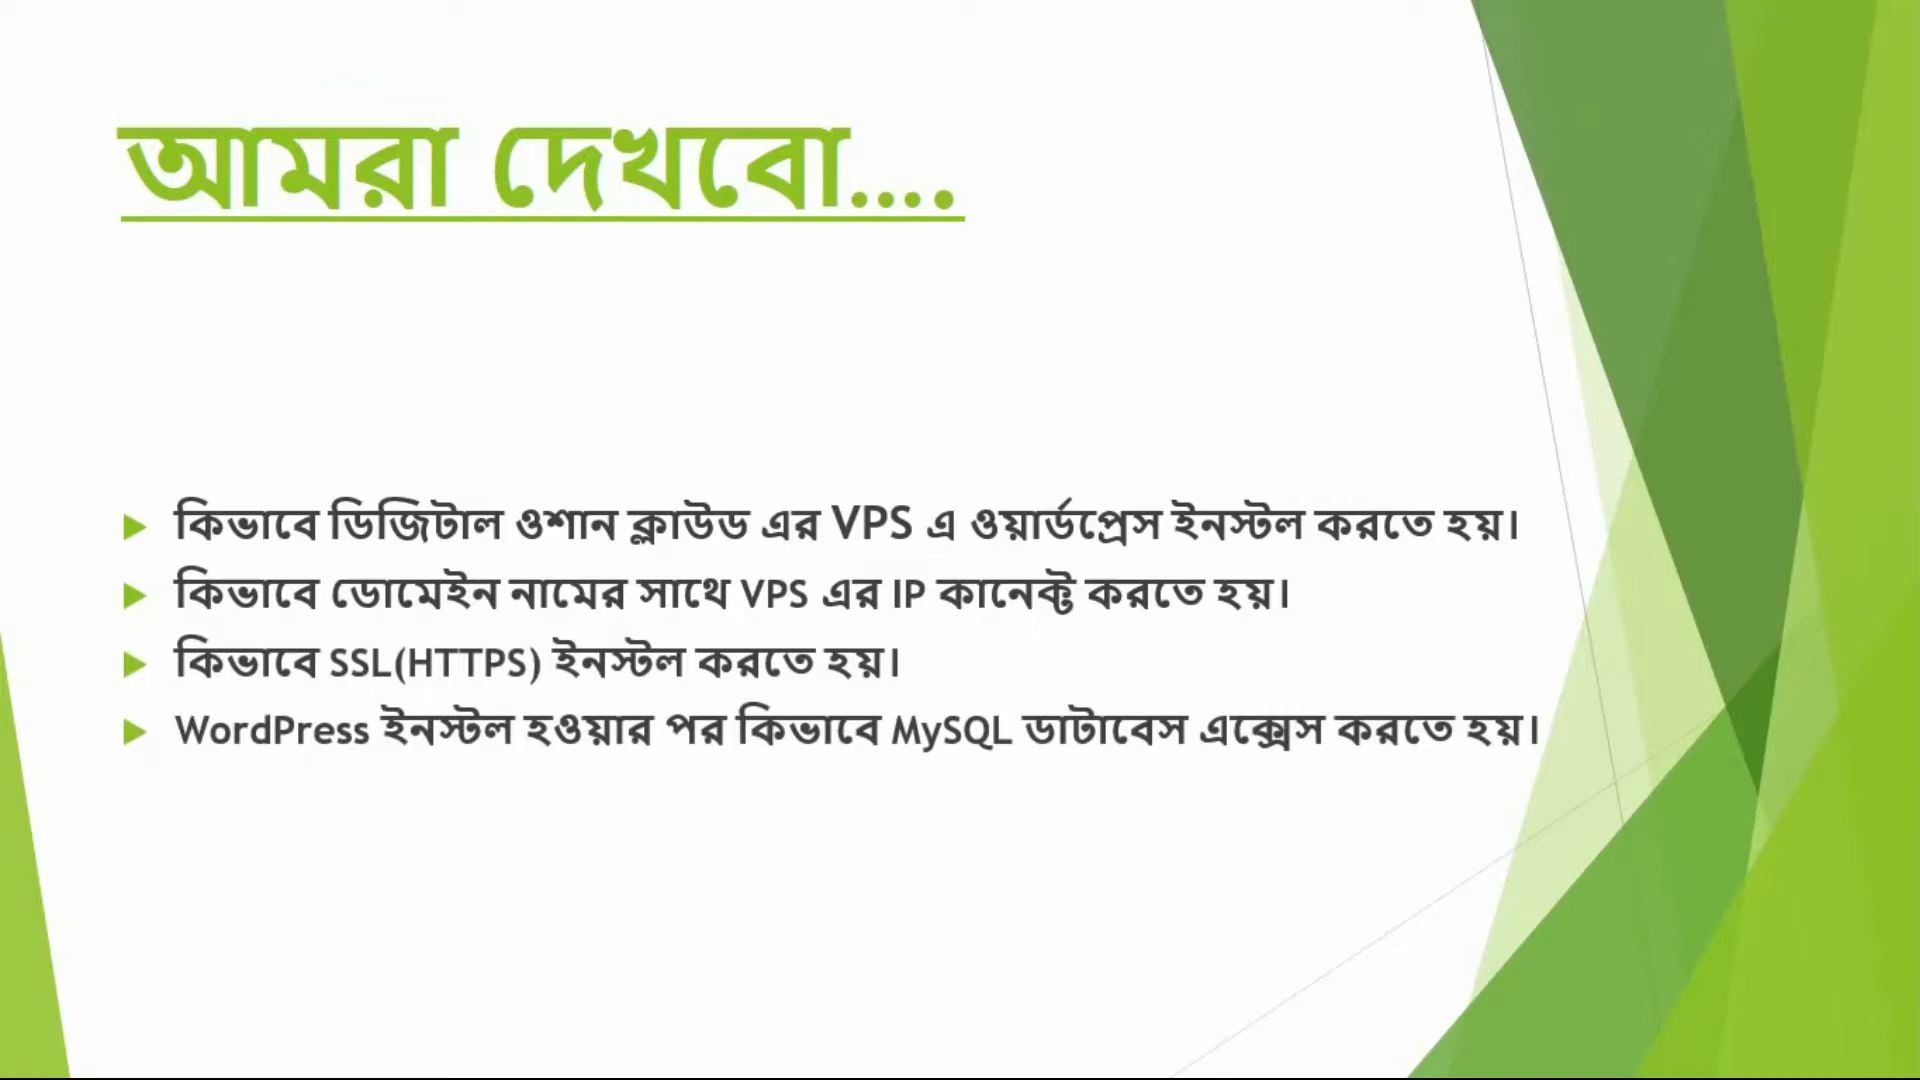 আমরা দেখবো....
কিভাবে ডিজিটাল ওশান ক্লাউড এর VPS এ ওয়ার্ডপ্রেস ইনস্টল করতে হয়।
কিভাবে ডোমেইন নামের সাথে VPS এর IP কানেক্ট করতে হয়।
কিভাবে SSL(HTTPS) ইনস্টল করতে হয়।
WordPress ইনস্টল হওয়ার পর কিভাবে MySQL ডাটাবেস এক্সেস করতে হয়।